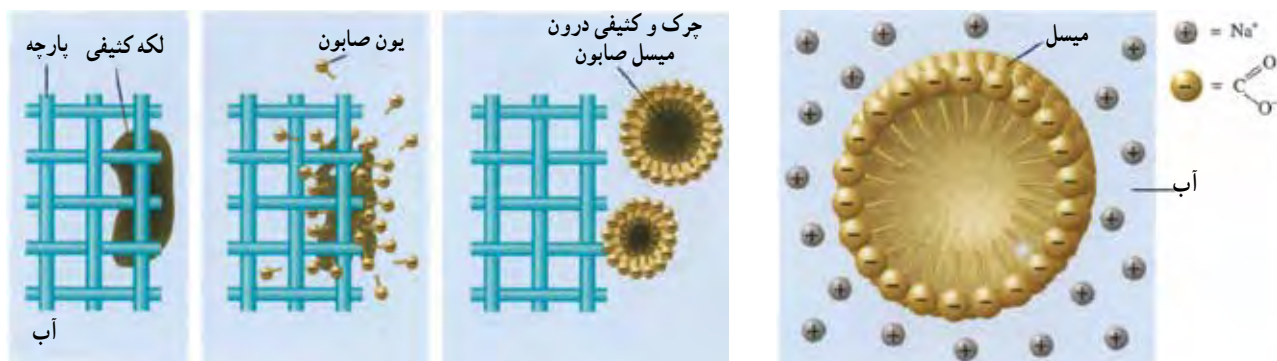 پارچه
لکه کثیفی
آب
یون صابون
چرک و کثیفی درون
میسل صابون
میسل
آب
= Na⁺
= C O O⁻
+
−